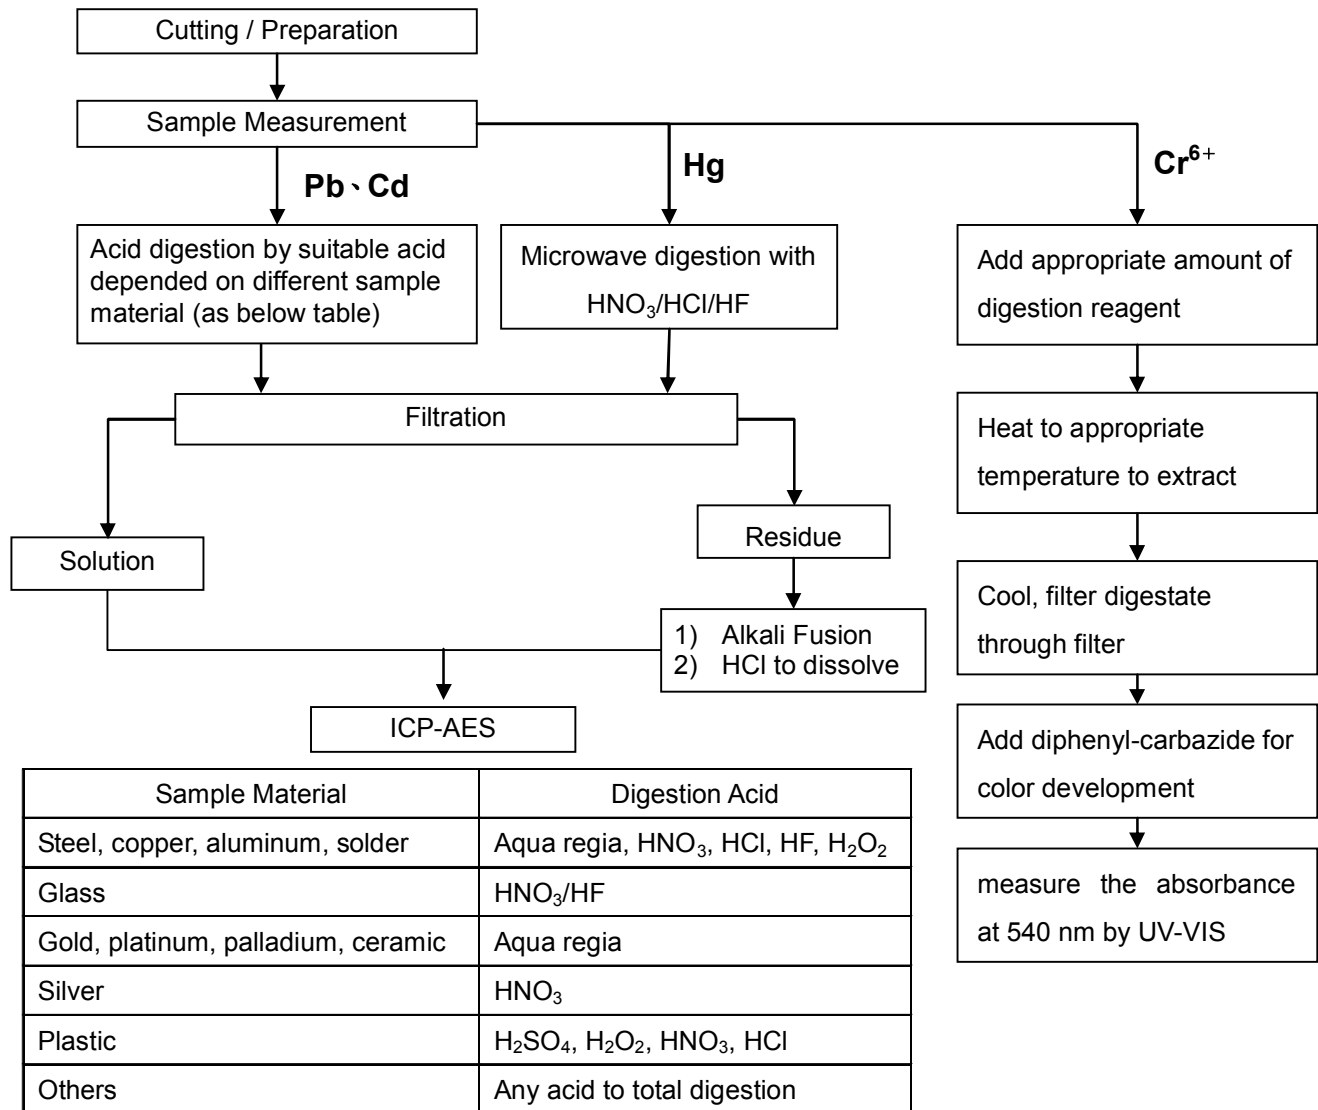 Cutting / Preparation
Sample Measurement
Pb、Cd
Hg
Cr⁶⁺
Acid digestion by suitable acid
depended on different sample
material (as below table)
Microwave digestion with
HNO₃/HCl/HF
Add appropriate amount of
digestion reagent
Filtration
Heat to appropriate
temperature to extract
Solution
Residue
Cool, filter digestate
through filter
1) Alkali Fusion
2) HCl to dissolve
ICP-AES
Add diphenyl-carbazide for
color development
measure the absorbance
at 540 nm by UV-VIS
Sample Material Digestion Acid
Steel, copper, aluminum, solder Aqua regia, HNO₃, HCl, HF, H₂O₂
Glass HNO₃/HF
Gold, platinum, palladium, ceramic Aqua regia
Silver HNO₃
Plastic H₂SO₄, H₂O₂, HNO₃, HCl
Others Any acid to total digestion